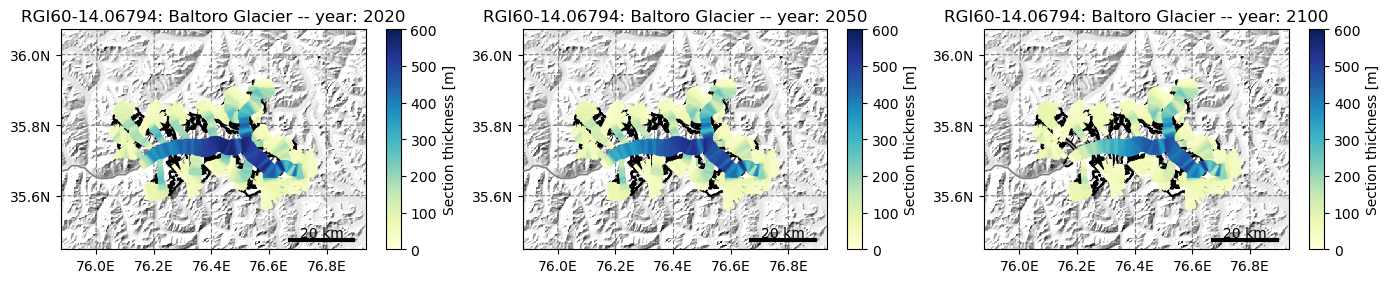 RGI60-14.06794: Baltoro Glacier -- year: 2020
36.0N
35.8N
35.6N
76.0E 76.2E 76.4E 76.6E 76.8E
20 km
600
500
400
300
200
100
0
Section thickness [m]
RGI60-14.06794: Baltoro Glacier -- year: 2050
36.0N
35.8N
35.6N
76.0E 76.2E 76.4E 76.6E 76.8E
20 km
600
500
400
300
200
100
0
Section thickness [m]
RGI60-14.06794: Baltoro Glacier -- year: 2100
36.0N
35.8N
35.6N
76.0E 76.2E 76.4E 76.6E 76.8E
20 km
600
500
400
300
200
100
0
Section thickness [m]